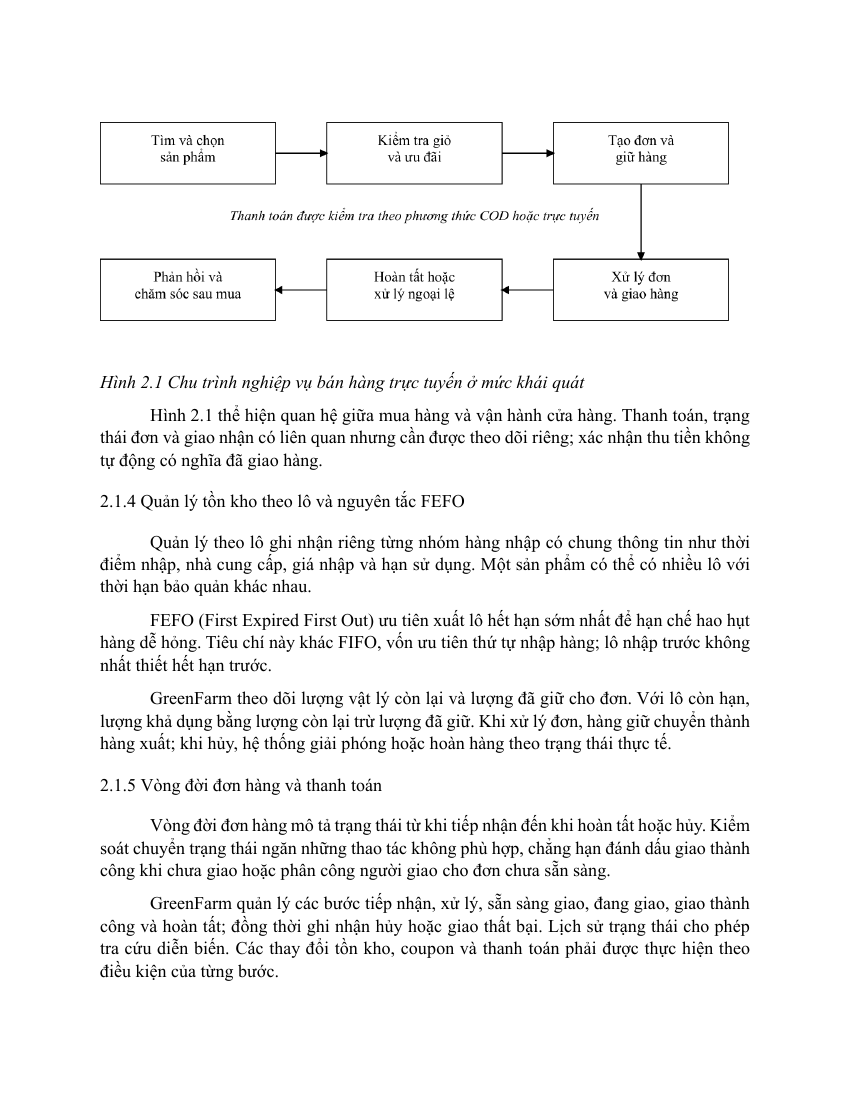 Tìm và chọn
sản phẩm
Kiểm tra giỏ
và ưu đãi
Tạo đơn và
giữ hàng
Thanh toán được kiểm tra theo phương thức COD hoặc trực tuyến
Phản hồi và
chăm sóc sau mua
Hoàn tất hoặc
xử lý ngoại lệ
Xử lý đơn
và giao hàng
Hình 2.1 Chu trình nghiệp vụ bán hàng trực tuyến ở mức khái quát
Hình 2.1 thể hiện quan hệ giữa mua hàng và vận hành cửa hàng. Thanh toán, trạng
thái đơn và giao nhận có liên quan nhưng cần được theo dõi riêng; xác nhận thu tiền không
tự động có nghĩa đã giao hàng.
2.1.4 Quản lý tồn kho theo lô và nguyên tắc FEFO
Quản lý theo lô ghi nhận riêng từng nhóm hàng nhập có chung thông tin như thời
điểm nhập, nhà cung cấp, giá nhập và hạn sử dụng. Một sản phẩm có thể có nhiều lô với
thời hạn bảo quản khác nhau.
FEFO (First Expired First Out) ưu tiên xuất lô hết hạn sớm nhất để hạn chế hao hụt
hàng dễ hỏng. Tiêu chí này khác FIFO, vốn ưu tiên thứ tự nhập hàng; lô nhập trước không
nhất thiết hết hạn trước.
GreenFarm theo dõi lượng vật lý còn lại và lượng đã giữ cho đơn. Với lô còn hạn,
lượng khả dụng bằng lượng còn lại trừ lượng đã giữ. Khi xử lý đơn, hàng giữ chuyển thành
hàng xuất; khi hủy, hệ thống giải phóng hoặc hoàn hàng theo trạng thái thực tế.
2.1.5 Vòng đời đơn hàng và thanh toán
Vòng đời đơn hàng mô tả trạng thái từ khi tiếp nhận đến khi hoàn tất hoặc hủy. Kiểm
soát chuyển trạng thái ngăn những thao tác không phù hợp, chẳng hạn đánh dấu giao thành
công khi chưa giao hoặc phân công người giao cho đơn chưa sẵn sàng.
GreenFarm quản lý các bước tiếp nhận, xử lý, sẵn sàng giao, đang giao, giao thành
công và hoàn tất; đồng thời ghi nhận hủy hoặc giao thất bại. Lịch sử trạng thái cho phép
tra cứu diễn biến. Các thay đổi tồn kho, coupon và thanh toán phải được thực hiện theo
điều kiện của từng bước.